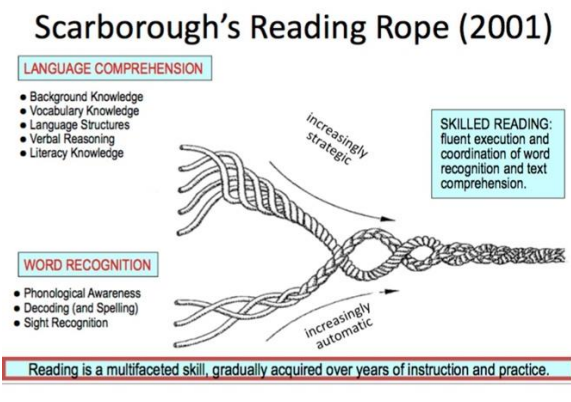 Scarborough's Reading Rope (2001)
LANGUAGE COMPREHENSION
● Background Knowledge
● Vocabulary Knowledge
● Language Structures
● Verbal Reasoning
● Literacy Knowledge
increasingly
strategic
SKILLED READING:
fluent execution and
coordination of word
recognition and text
comprehension.
WORD RECOGNITION
● Phonological Awareness
● Decoding (and Spelling)
● Sight Recognition
increasingly
automatic
Reading is a multifaceted skill, gradually acquired over years of instruction and practice.